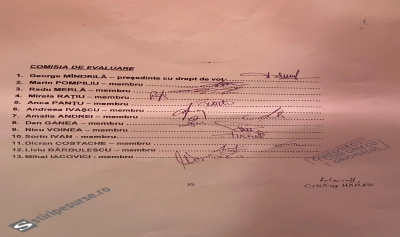 COMISIA DE EVALUARE
1. George MÎNDRILĂ – președinte cu drept de vot
2. Marin POMPILIU – membru
3. Radu MERLĂ – membru
4. Mirela RAȚIU – membru
5. Anca PANȚU – membru
6. Andreea IVAȘCU – membru
7. Amalia ANDREI – membru
8. Dan GANEA – membru
9. Nicu VOINEA – membru
10. Sorin IVAN – membru
11. Dicran COSTACHE – membru
12. Liviu BĂRBULESCU – membru
13. Mihai IACOVICI – membru
stiripesurse.ro